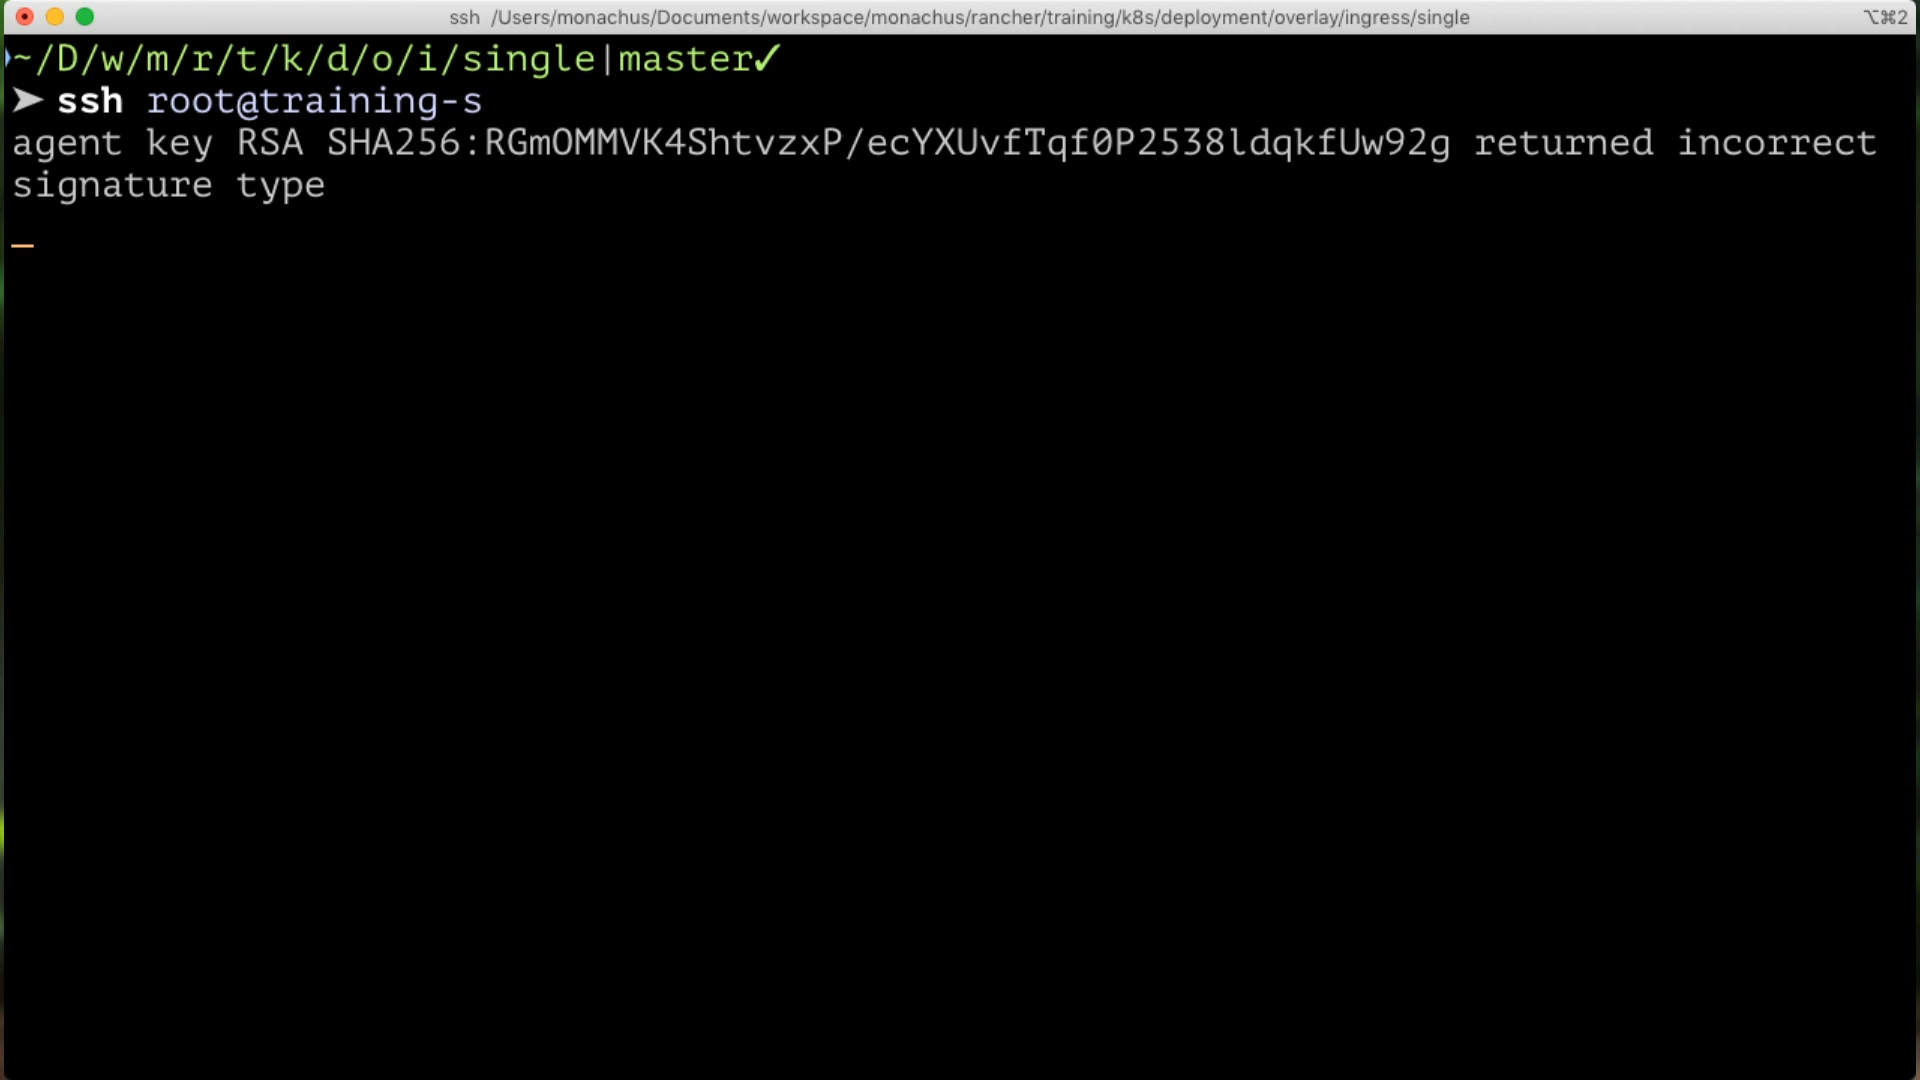 ssh /Users/monachus/Documents/workspace/monachus/rancher/training/k8s/deployment/overlay/ingress/single
⌥⌘2
~/D/w/m/r/t/k/d/o/i/single|master✓
➤ ssh root@training-s
agent key RSA SHA256:RGmOMMVK4ShtvzxP/ecYXUvfTqf0P2538ldqkfUw92g returned incorrect
signature type